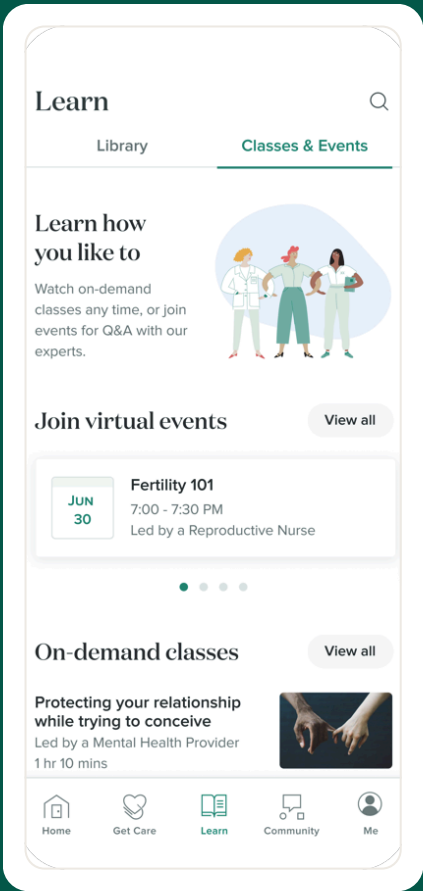 Learn
Library
Classes & Events
Learn how
you like to
Watch on-demand
classes any time, or join
events for Q&A with our
experts.
Join virtual events
View all
JUN
30
Fertility 101
7:00 - 7:30 PM
Led by a Reproductive Nurse
On-demand classes
View all
Protecting your relationship
while trying to conceive
Led by a Mental Health Provider
1 hr 10 mins
Home
Get Care
Learn
Community
Me